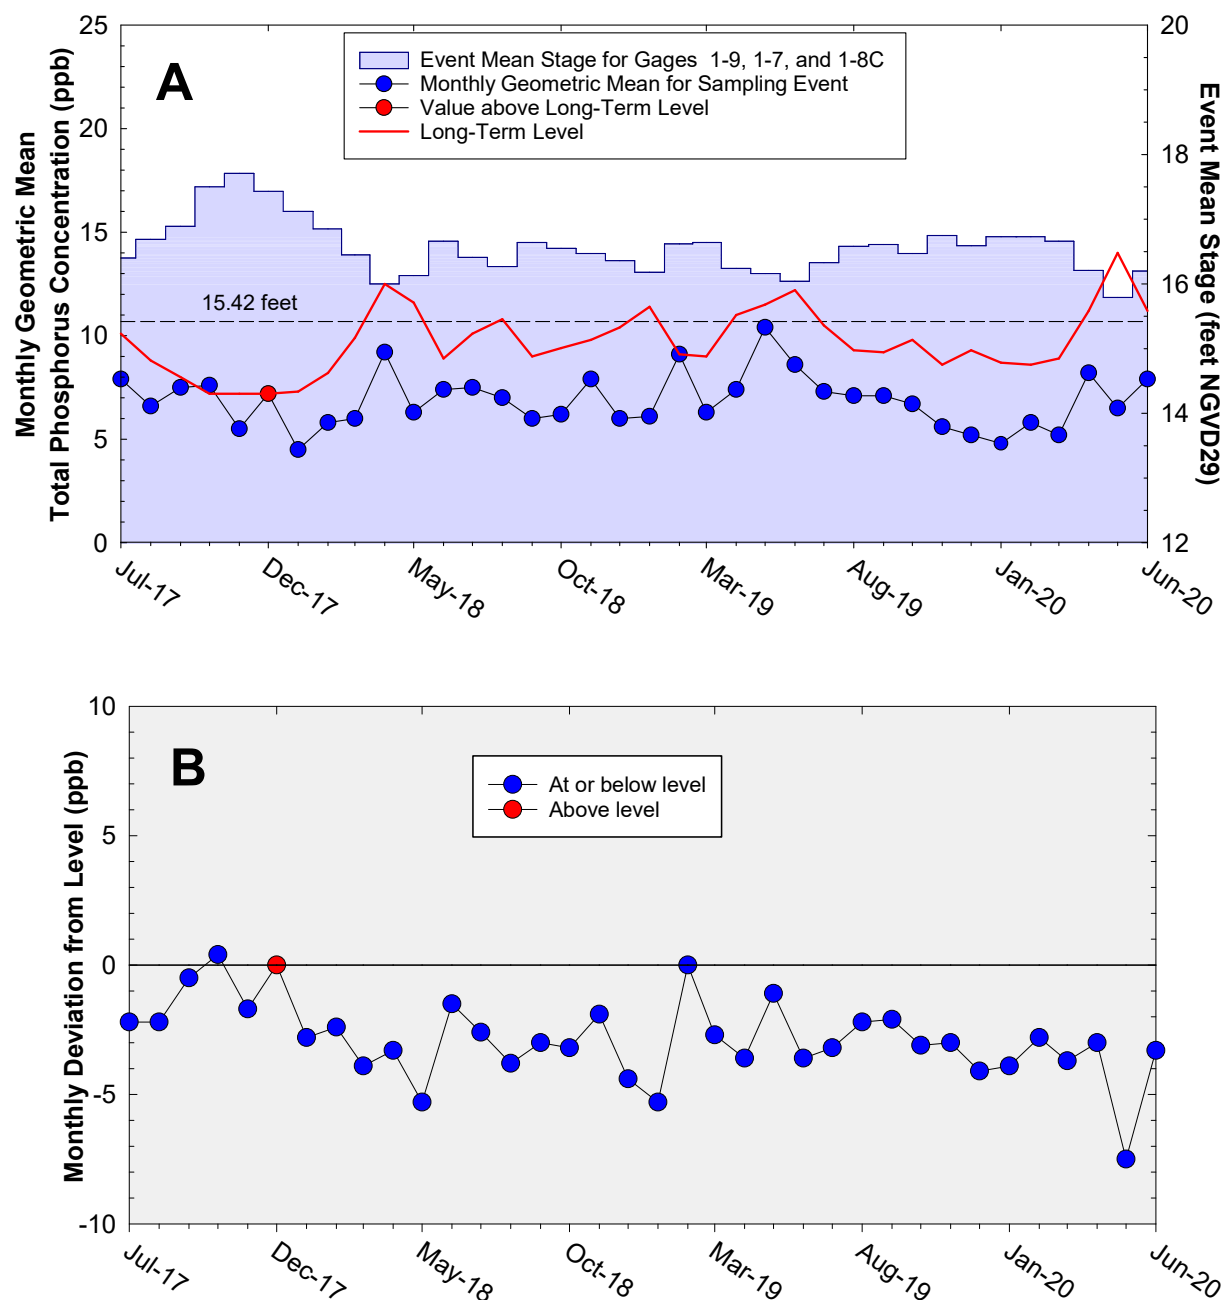 A
Monthly Geometric Mean
Total Phosphorus Concentration (ppb)
25
20
15
10
5
0
Event Mean Stage for Gages  1-9, 1-7, and 1-8C
Monthly Geometric Mean for Sampling Event
Value above Long-Term Level
Long-Term Level
15.42 feet
20
18
16
14
12
Event Mean Stage (feet NGVD29)
Jul-17
Dec-17
May-18
Oct-18
Mar-19
Aug-19
Jan-20
Jun-20
B
Monthly Deviation from Level (ppb)
10
5
0
-5
-10
At or below level
Above level
Jul-17
Dec-17
May-18
Oct-18
Mar-19
Aug-19
Jan-20
Jun-20